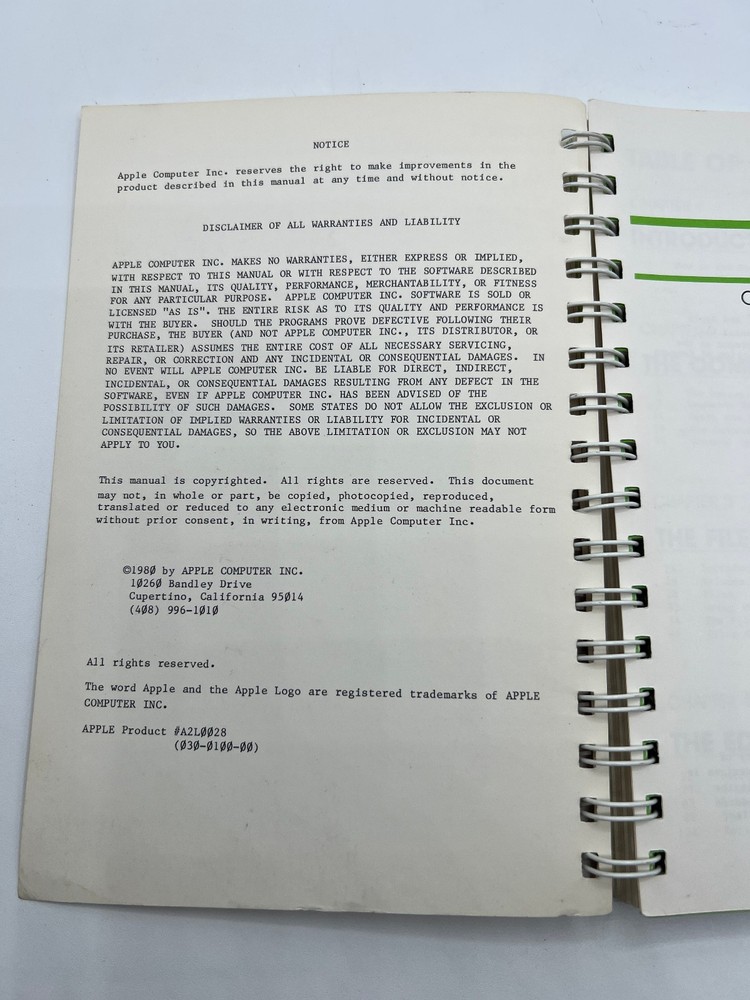 NOTICE
Apple Computer Inc. reserves the right to make improvements in the
product described in this manual at any time and without notice.
DISCLAIMER OF ALL WARRANTIES AND LIABILITY
APPLE COMPUTER INC. MAKES NO WARRANTIES, EITHER EXPRESS OR IMPLIED,
WITH RESPECT TO THIS MANUAL OR WITH RESPECT TO THE SOFTWARE DESCRIBED
IN THIS MANUAL, ITS QUALITY, PERFORMANCE, MERCHANTABILITY, OR FITNESS
FOR ANY PARTICULAR PURPOSE. APPLE COMPUTER INC. SOFTWARE IS SOLD OR
LICENSED "AS IS". THE ENTIRE RISK AS TO ITS QUALITY AND PERFORMANCE IS
WITH THE BUYER. SHOULD THE PROGRAMS PROVE DEFECTIVE FOLLOWING THEIR
PURCHASE, THE BUYER (AND NOT APPLE COMPUTER INC., ITS DISTRIBUTOR, OR
ITS RETAILER) ASSUMES THE ENTIRE COST OF ALL NECESSARY SERVICING,
REPAIR, OR CORRECTION AND ANY INCIDENTAL OR CONSEQUENTIAL DAMAGES. IN
NO EVENT WILL APPLE COMPUTER INC. BE LIABLE FOR DIRECT, INDIRECT,
INCIDENTAL, OR CONSEQUENTIAL DAMAGES RESULTING FROM ANY DEFECT IN THE
SOFTWARE, EVEN IF APPLE COMPUTER INC. HAS BEEN ADVISED OF THE
POSSIBILITY OF SUCH DAMAGES. SOME STATES DO NOT ALLOW THE EXCLUSION OR
LIMITATION OF IMPLIED WARRANTIES OR LIABILITY FOR INCIDENTAL OR
CONSEQUENTIAL DAMAGES, SO THE ABOVE LIMITATION OR EXCLUSION MAY NOT
APPLY TO YOU.
This manual is copyrighted. All rights are reserved. This document
may not, in whole or part, be copied, photocopied, reproduced,
translated or reduced to any electronic medium or machine readable form
without prior consent, in writing, from Apple Computer Inc.
©198Ø by APPLE COMPUTER INC.
1Ø26Ø Bandley Drive
Cupertino, California 95Ø14
(4Ø8) 996-1Ø1Ø
All rights reserved.
The word Apple and the Apple Logo are registered trademarks of APPLE
COMPUTER INC.
APPLE Product #A2LØØ28
(Ø3Ø-Ø1ØØ-ØØ)
TABLE OF
THE FILE